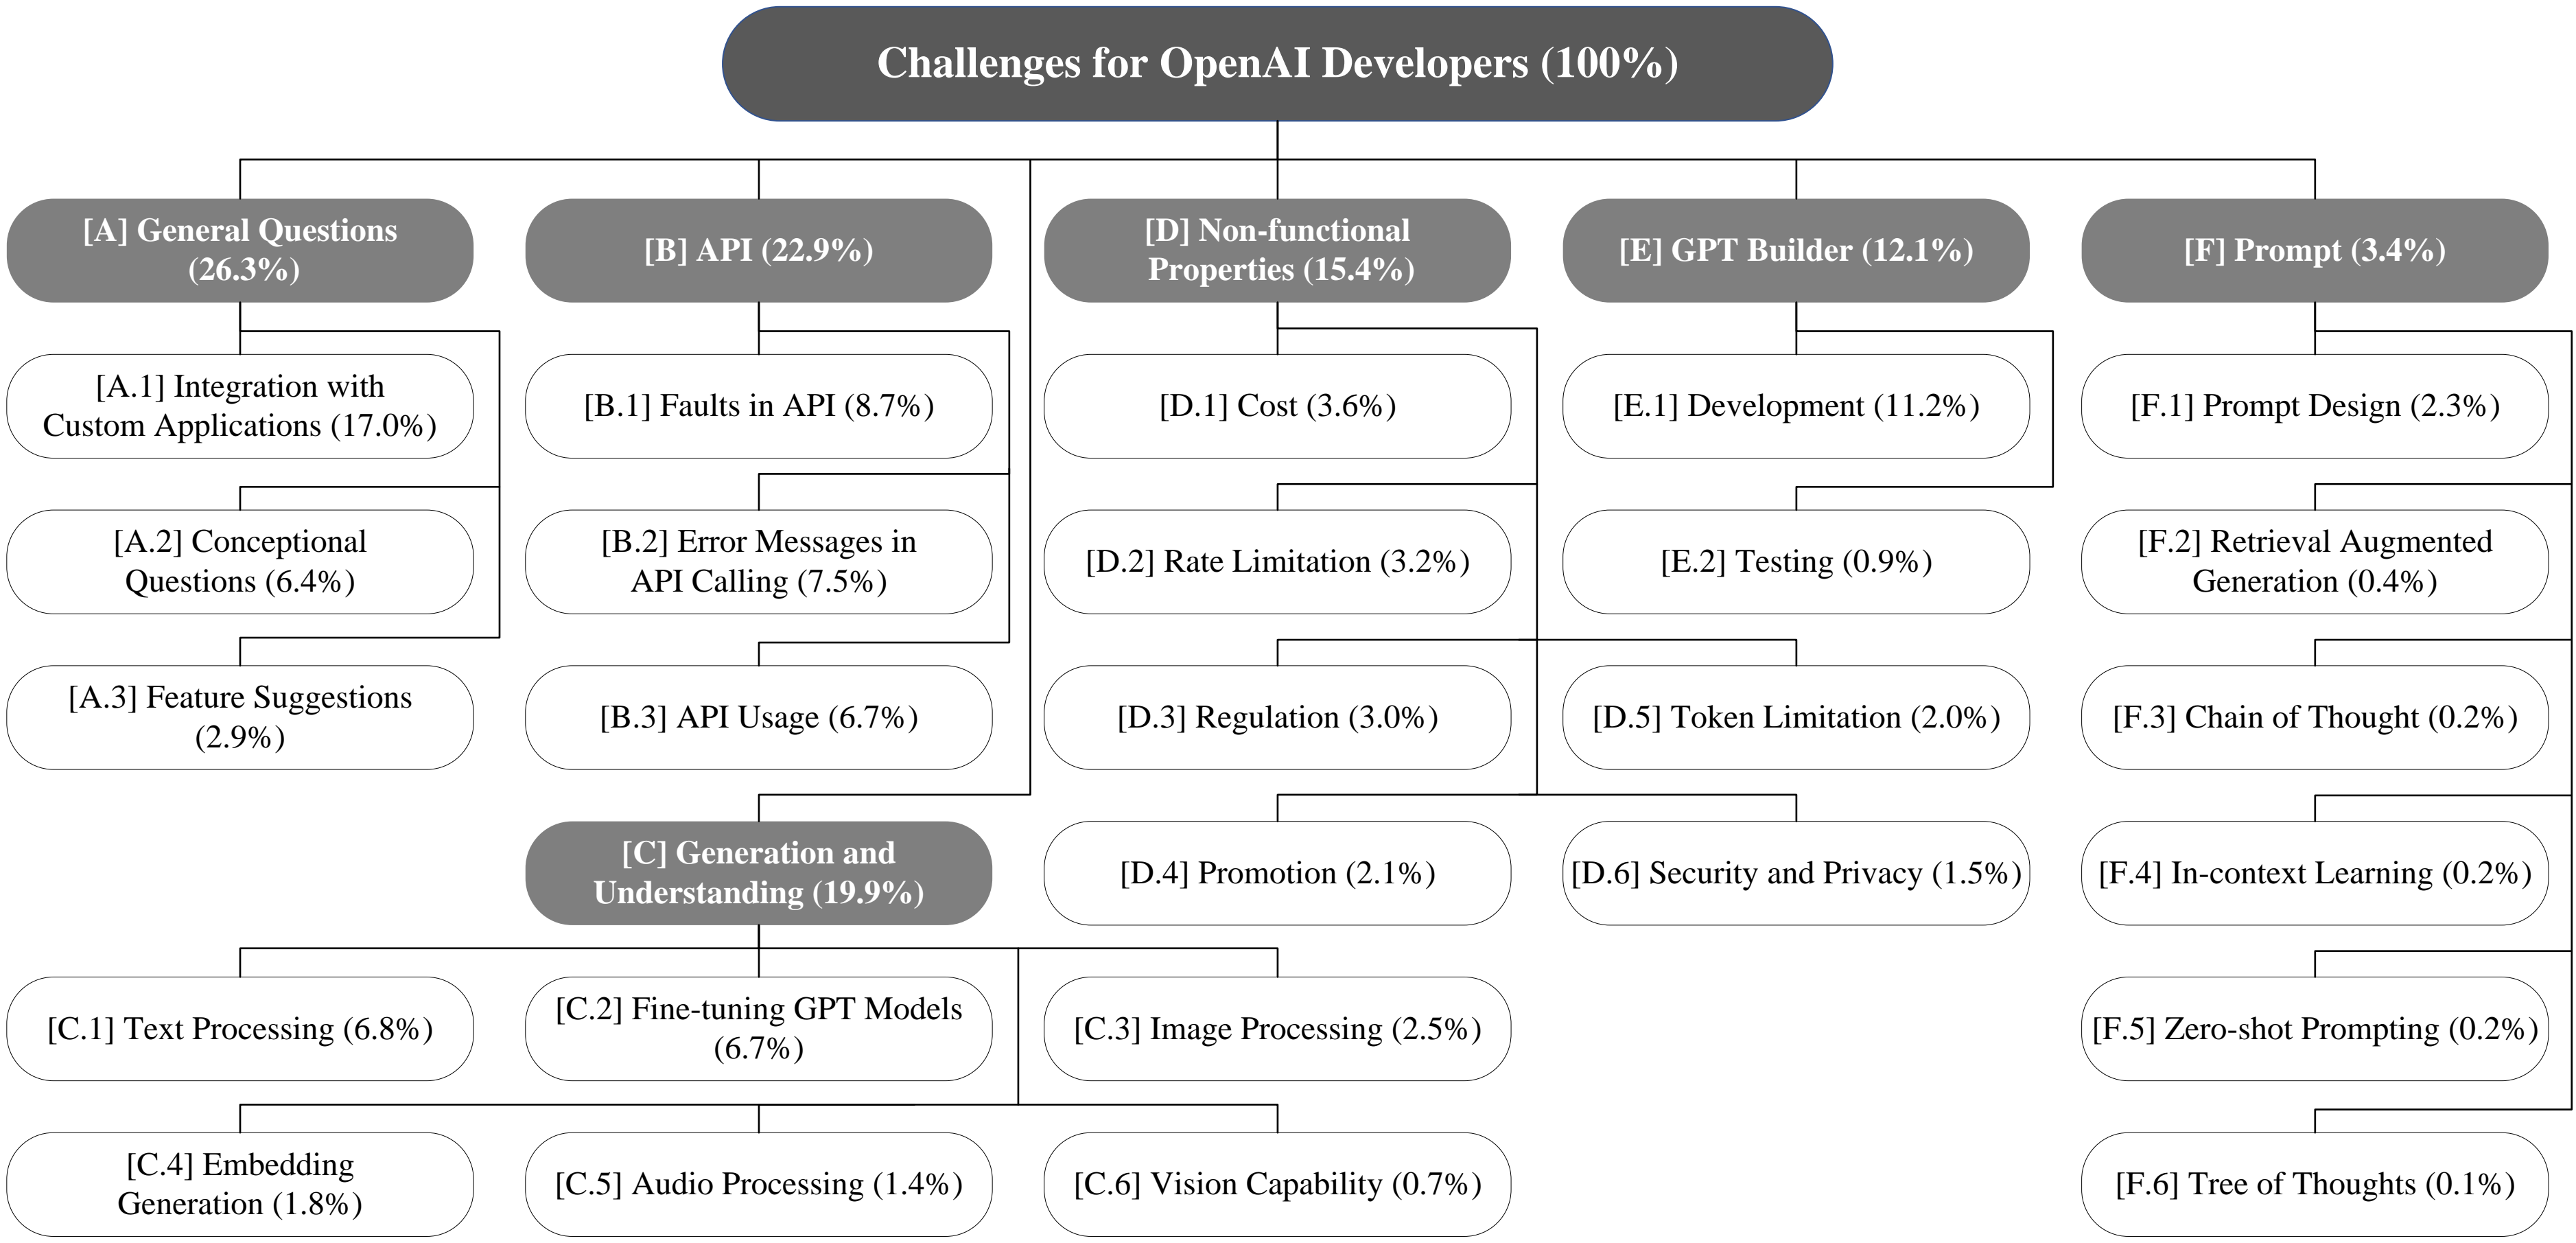 Challenges for OpenAI Developers (100%)
[A] General Questions
(26.3%)
[B] API (22.9%)
[D] Non-functional
Properties (15.4%)
[E] GPT Builder (12.1%)
[F] Prompt (3.4%)
[A.1] Integration with
Custom Applications (17.0%)
[B.1] Faults in API (8.7%)
[D.1] Cost (3.6%)
[E.1] Development (11.2%)
[F.1] Prompt Design (2.3%)
[A.2] Conceptional
Questions (6.4%)
[B.2] Error Messages in
API Calling (7.5%)
[D.2] Rate Limitation (3.2%)
[E.2] Testing (0.9%)
[F.2] Retrieval Augmented
Generation (0.4%)
[A.3] Feature Suggestions
(2.9%)
[B.3] API Usage (6.7%)
[D.3] Regulation (3.0%)
[D.5] Token Limitation (2.0%)
[F.3] Chain of Thought (0.2%)
[C] Generation and
Understanding (19.9%)
[D.4] Promotion (2.1%)
[D.6] Security and Privacy (1.5%)
[F.4] In-context Learning (0.2%)
[C.1] Text Processing (6.8%)
[C.2] Fine-tuning GPT Models
(6.7%)
[C.3] Image Processing (2.5%)
[F.5] Zero-shot Prompting (0.2%)
[C.4] Embedding
Generation (1.8%)
[C.5] Audio Processing (1.4%)
[C.6] Vision Capability (0.7%)
[F.6] Tree of Thoughts (0.1%)